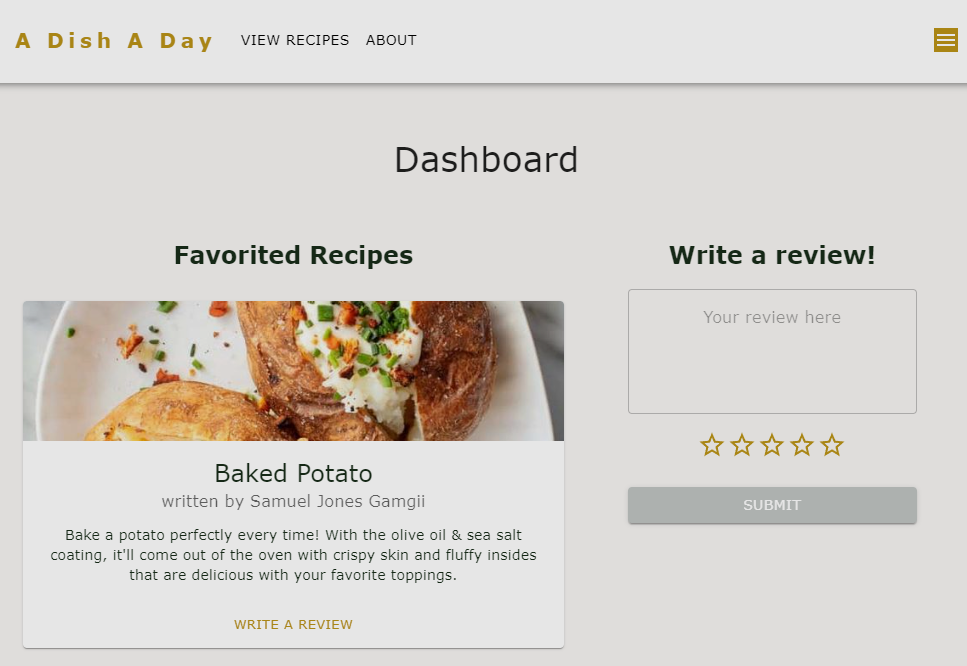 A Dish A Day VIEW RECIPES ABOUT
Dashboard
Favorited Recipes
Baked Potato
written by Samuel Jones Gamgii
Bake a potato perfectly every time! With the olive oil & sea salt
coating, it'll come out of the oven with crispy skin and fluffy insides
that are delicious with your favorite toppings.
WRITE A REVIEW
Write a review!
Your review here
SUBMIT